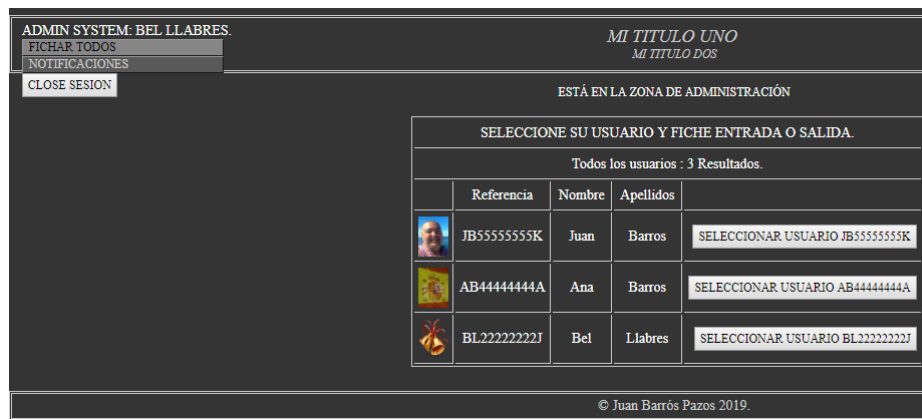 ADMIN SYSTEM: BEL LLABRES.
FICHAR TODOS
NOTIFICACIONES
CLOSE SESION
MI TITULO UNO
MI TITULO DOS
ESTÁ EN LA ZONA DE ADMINISTRACIÓN
SELECCIONE SU USUARIO Y FICHE ENTRADA O SALIDA.
Todos los usuarios : 3 Resultados.
Referencia Nombre Apellidos
JB55555555K Juan Barros SELECCIONAR USUARIO JB55555555K
AB44444444A Ana Barros SELECCIONAR USUARIO AB44444444A
BL22222222J Bel Llabres SELECCIONAR USUARIO BL22222222J
© Juan Barrós Pazos 2019.